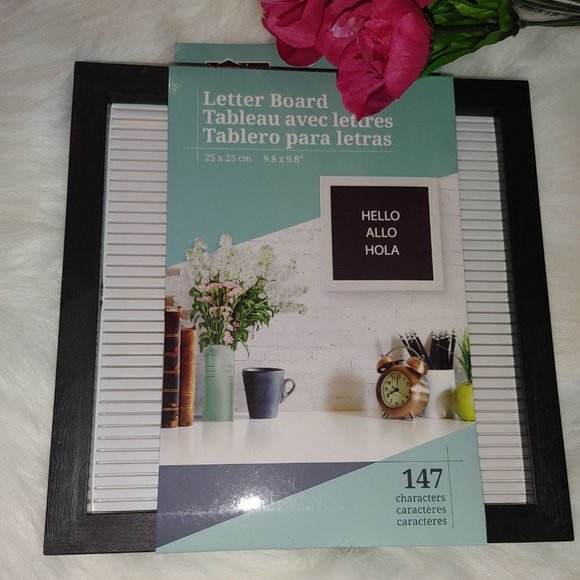 Letter Board
Tableau avec lettres
Tablero para letras
25 x 25 cm 9.8 x 9.8"
HELLO
ALLO
HOLA
147
characters
caractères
caracteres